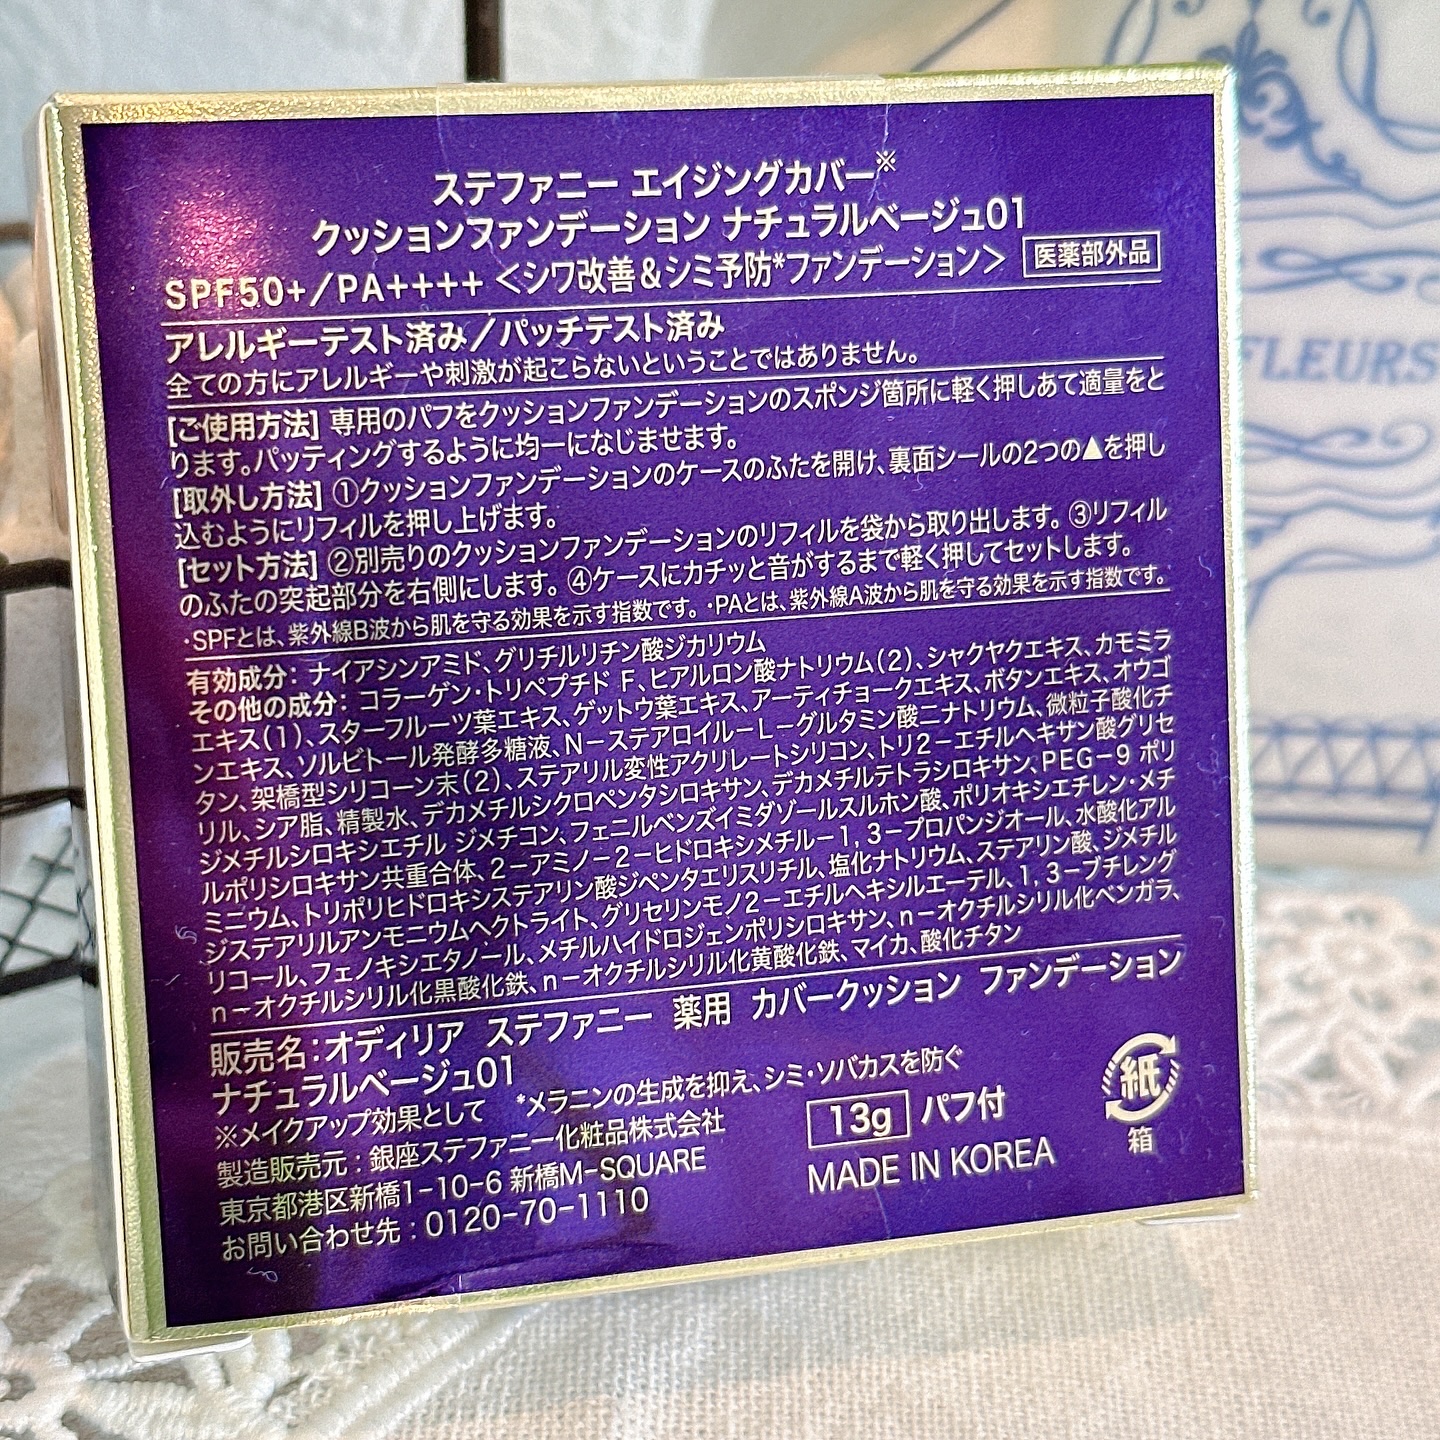 ステファニー エイジングカバー※
クッションファンデーション ナチュラルベージュ01
SPF50+/PA++++ <シワ改善&シミ予防*ファンデーション> 医薬部外品
アレルギーテスト済み/パッチテスト済み
全ての方にアレルギーや刺激が起こらないということではありません。
[ご使用方法] 専用のパフをクッションファンデーションのスポンジ箇所に軽く押しあて適量をと
ります。パッティングするように均一になじませます。
[取外し方法] ①クッションファンデーションのケースのふたを開け、裏面シールの2つの▲を押し
込むようにリフィルを押し上げます。
[セット方法] ②別売りのクッションファンデーションのリフィルを袋から取り出します。③リフィル
のふたの突起部分を右側にします。④ケースにカチッと音がするまで軽く押してセットします。
・SPFとは、紫外線B波から肌を守る効果を示す指数です。・PAとは、紫外線A波から肌を守る効果を示す指数です。
有効成分: ナイアシンアミド、グリチルリチン酸ジカリウム
その他の成分: コラーゲン・トリペプチド F、ヒアルロン酸ナトリウム(2)、シャクヤクエキス、カモミラ
エキス(1)、スターフルーツ葉エキス、ゲットウ葉エキス、アーティチョークエキス、ボタンエキス、オウゴ
ンエキス、ソルビトール発酵多糖液、N-ステアロイル-L-グルタミン酸ニナトリウム、微粒子酸化チ
タン、架橋型シリコーン末(2)、ステアリル変性アクリレートシリコン、トリ2-エチルヘキサン酸グリセ
リル、シア脂、精製水、デカメチルシクロペンタシロキサン、デカメチルテトラシロキサン、PEG-9 ポリ
ジメチルシロキシエチル ジメチコン、フェニルベンズイミダゾールスルホン酸、ポリオキシエチレン・メチ
ルポリシロキサン共重合体、2-アミノ-2-ヒドロキシメチル-1, 3-プロパンジオール、水酸化アル
ミニウム、トリポリヒドロキシステアリン酸ジペンタエリスリチル、塩化ナトリウム、ステアリン酸、ジメチル
ジステアリルアンモニウムヘクトライト、グリセリンモノ2-エチルヘキシルエーテル、1, 3-ブチレング
リコール、フェノキシエタノール、メチルハイドロジェンポリシロキサン、n-オクチルシリル化ベンガラ、
n-オクチルシリル化黒酸化鉄、n-オクチルシリル化黄酸化鉄、マイカ、酸化チタン
販売名:オディリア ステファニー 薬用 カバークッション ファンデーション
ナチュラルベージュ01
※メイクアップ効果として *メラニンの生成を抑え、シミ・ソバカスを防ぐ
製造販売元:銀座ステファニー化粧品株式会社
東京都港区新橋1-10-6 新橋M-SQUARE
お問い合わせ先:0120-70-1110
13g パフ付
MADE IN KOREA
紙
箱
FLEURS